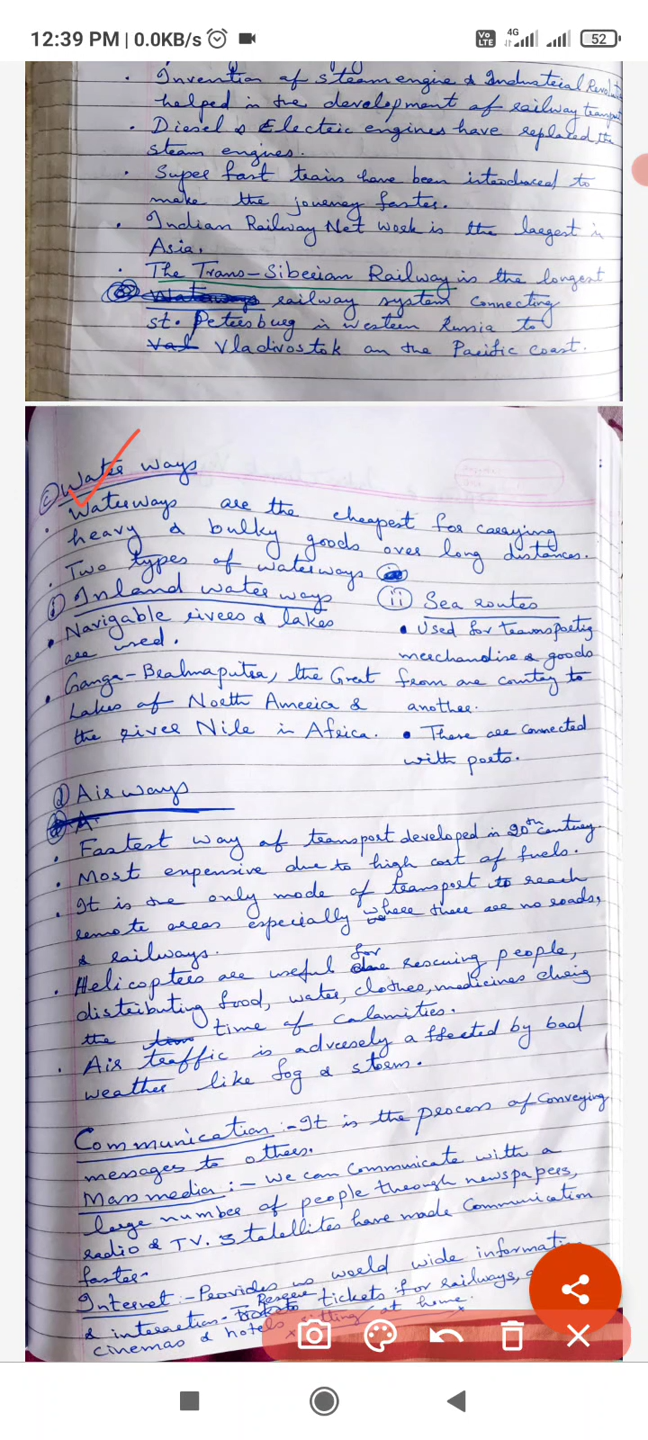 12:39 PM | 0.0KB/s
Vo LTE 4G 52
Invention of steam engine & Industrial
helped in the development of railway
Diesel & Electric engines have replaced the
steam engines.
Super fast trains have been introduced to
make the journey faster.
Indian Railway Net work is the largest in
Asia.
The Trans-Siberian Railway is the longest
railway system connecting
st. Petersburg in western Russia to
Vladivostok on the Pacific coast.
(c) Water ways
Waterways are the cheapest for carrying
heavy & bulky goods over long distances.
Two types of waterways
(i) Inland water ways
Navigable rivers & lakes
are used.
Ganga-Brahmaputra, the Great
Lakes of North America &
the river Nile in Africa.
(ii) Sea routes
Used for transporting
merchandise & goods
from one country to
another.
These are connected
with ports.
(d) Air ways
Fastest way of transport developed in 20th century.
Most expensive due to high cost of fuels.
It is the only mode of transport to reach
remote areas especially where there are no roads,
& railways.
Helicopters are useful for rescuing people,
distributing food, water, clothes, medicines during
the time of calamities.
Air traffic is adversely affected by bad
weather like fog & storm.
Communication :- It is the process of conveying
messages to others.
Mass media :- We can communicate with a
large number of people through newspapers,
radio & TV. Statellites have made Communication
faster.
Internet :- Provides us world wide
& interaction. Reserve tickets for railways,
cinemas & hotels sitting at home.